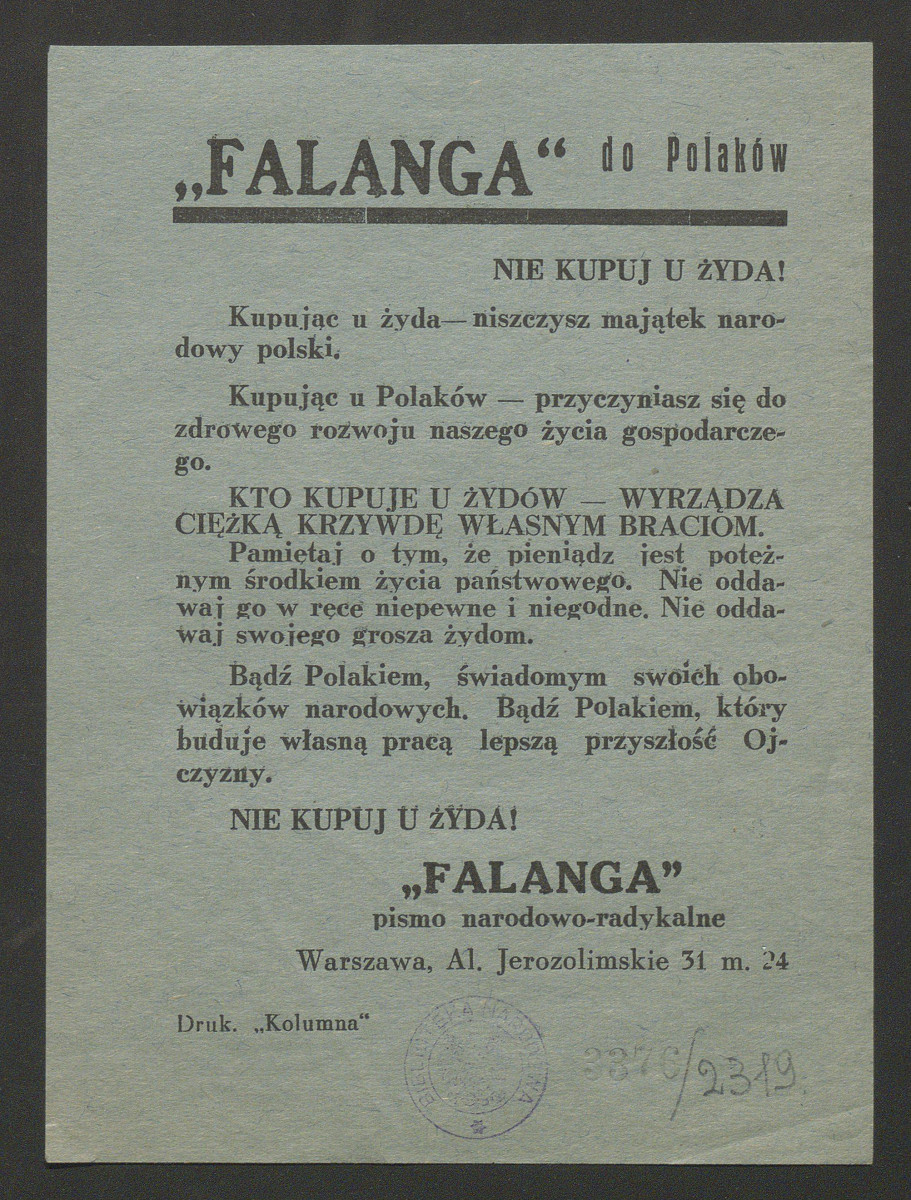 „FALANGA“ do Polaków
NIE KUPUJ U ŻYDA!
Kupując u żyda—niszczysz majątek naro-
dowy polski.
Kupując u Polaków — przyczyniasz się do
zdrowego rozwoju naszego życia gospodarcze-
go.
KTO KUPUJE U ŻYDÓW — WYRZĄDZA
CIĘŻKĄ KRZYWDĘ WŁASNYM BRACIOM.
Pamiętaj o tym, że pieniądz jest potęż-
nym środkiem życia państwowego. Nie odda-
waj go w ręce niepewne i niegodne. Nie odda-
waj swojego grosza żydom.
Bądź Polakiem, świadomym swoich obo-
wiązków narodowych. Bądź Polakiem, który
buduje własną pracą lepszą przyszłość Oj-
czyzny.
NIE KUPUJ U ŻYDA!
„FALANGA”
pismo narodowo-radykalne
Warszawa, Al. Jerozolimskie 31 m. 24
Druk. „Kolumna“
BIBLIOTEKA NARODOWA
3376/2319.